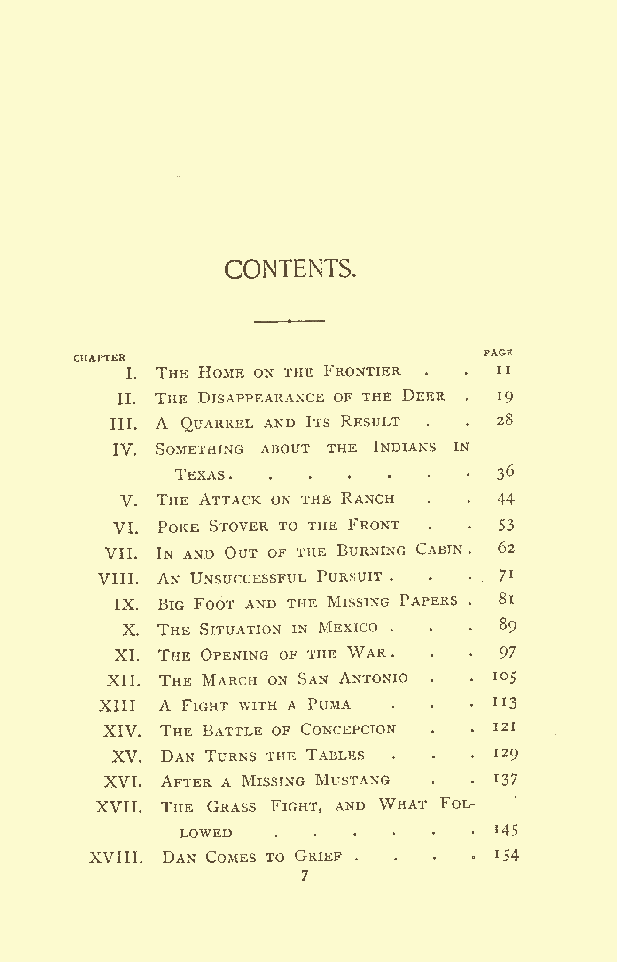 CONTENTS.
CHAPTER PAGE
I. The Home on the Frontier . . 11
II. The Disappearance of the Deer . 19
III. A Quarrel and Its Result . . 28
IV. Something about the Indians in
Texas. . . . . . . 36
V. The Attack on the Ranch . . 44
VI. Poke Stover to the Front . . 53
VII. In and Out of the Burning Cabin. 62
VIII. An Unsuccessful Pursuit . . . 71
IX. Big Foot and the Missing Papers . 81
X. The Situation in Mexico . . . 89
XI. The Opening of the War. . . 97
XII. The March on San Antonio . . 105
XIII A Fight with a Puma . . . 113
XIV. The Battle of Concepcion . . 121
XV. Dan Turns the Tables . . . 129
XVI. After a Missing Mustang . . 137
XVII. The Grass Fight, and What Fol-
lowed . . . . . . 145
XVIII. Dan Comes to Grief . . . . 154
7